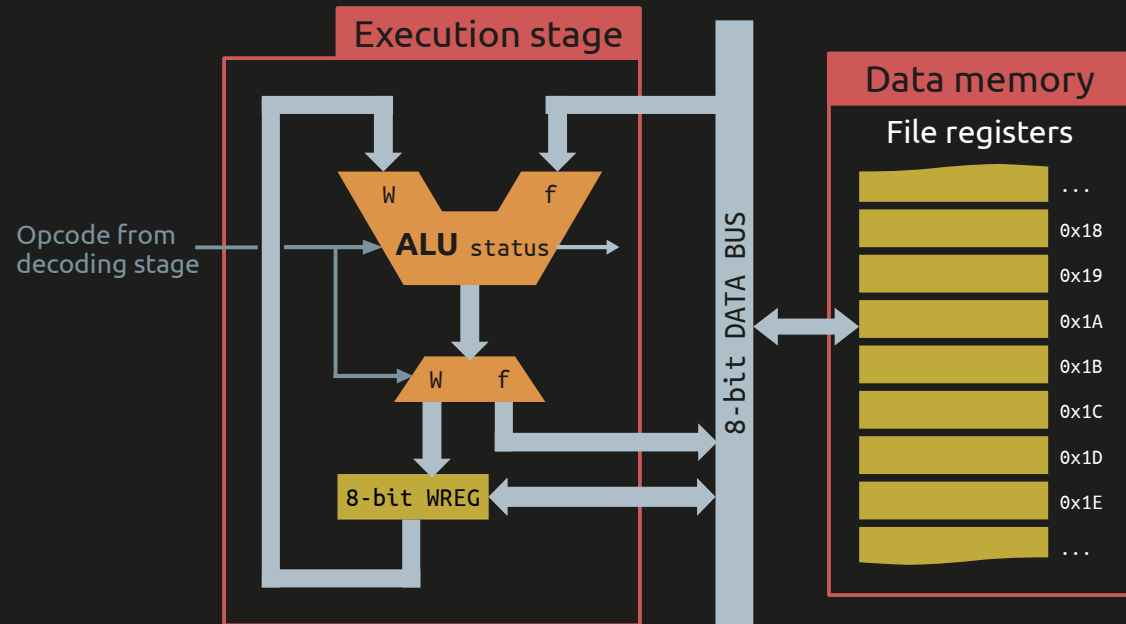 Execution stage
Data memory
File registers
W
f
...
0x18
Opcode from
decoding stage
ALU status
8-bit DATA BUS
0x19
0x1A
0x1B
W
f
0x1C
0x1D
8-bit WREG
0x1E
...